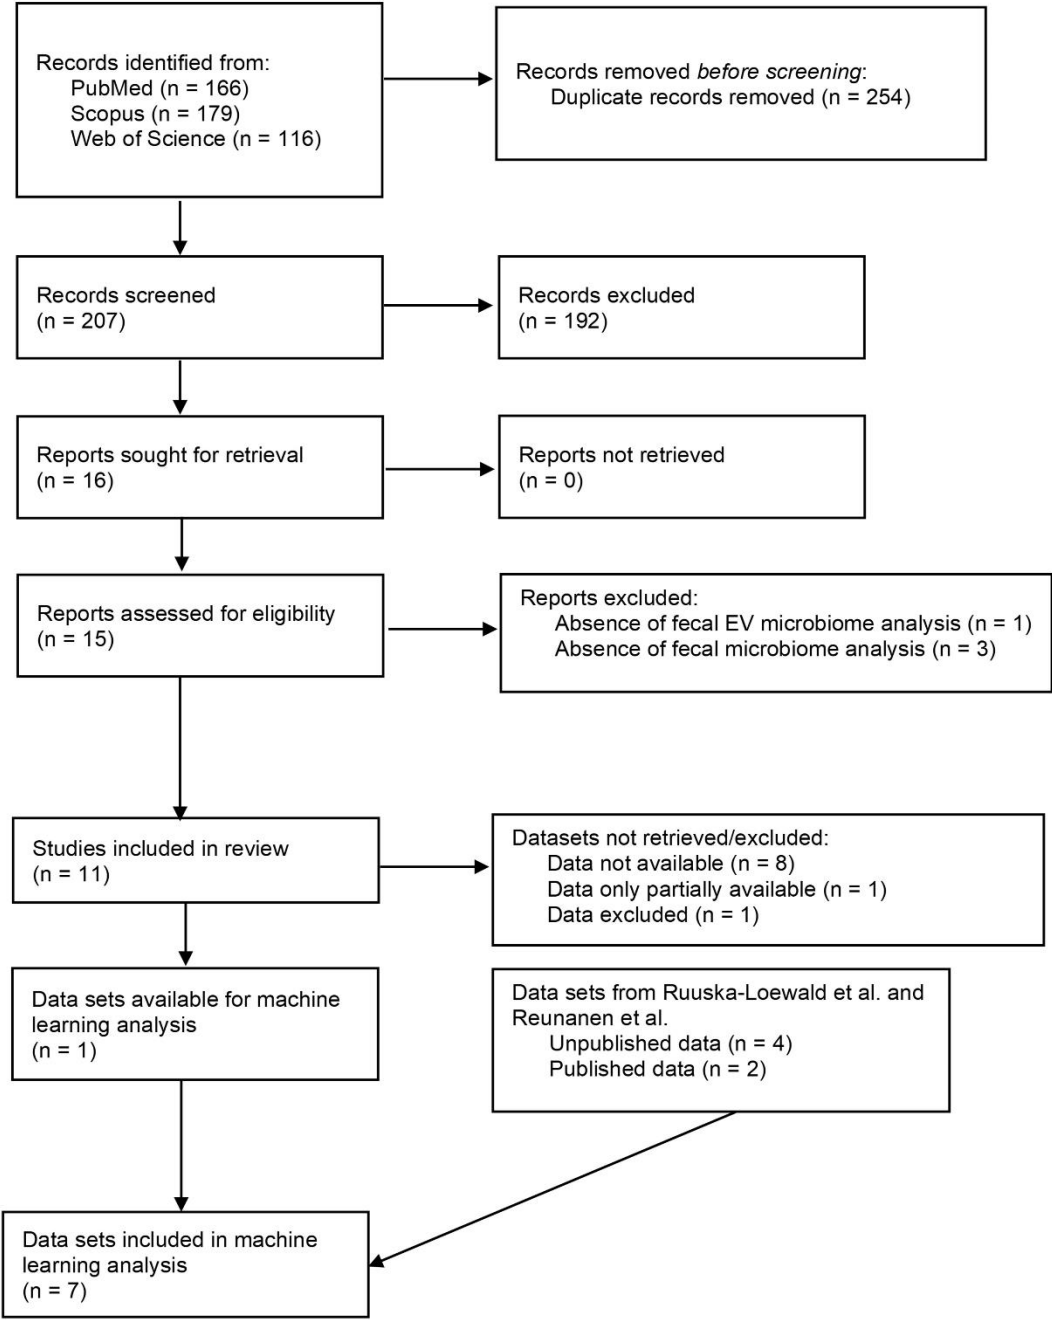 Records identified from:
PubMed (n = 166)
Scopus (n = 179)
Web of Science (n = 116)
Records removed before screening:
Duplicate records removed (n = 254)
Records screened
(n = 207)
Records excluded
(n = 192)
Reports sought for retrieval
(n = 16)
Reports not retrieved
(n = 0)
Reports assessed for eligibility
(n = 15)
Reports excluded:
Absence of fecal EV microbiome analysis (n = 1)
Absence of fecal microbiome analysis (n = 3)
Studies included in review
(n = 11)
Datasets not retrieved/excluded:
Data not available (n = 8)
Data only partially available (n = 1)
Data excluded (n = 1)
Data sets available for machine
learning analysis
(n = 1)
Data sets from Ruuska-Loewald et al. and
Reunanen et al.
Unpublished data (n = 4)
Published data (n = 2)
Data sets included in machine
learning analysis
(n = 7)